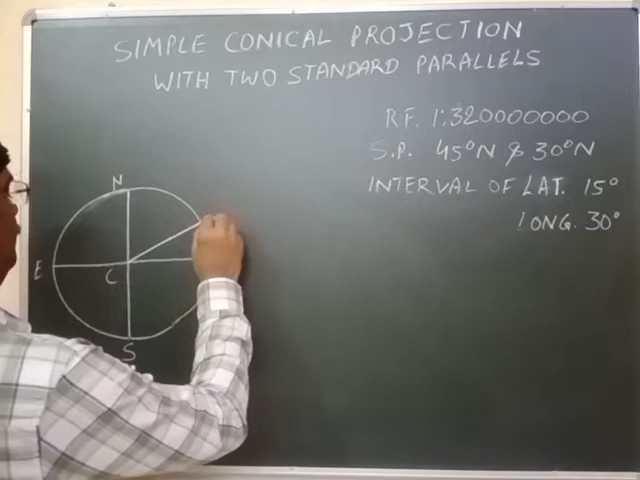 SIMPLE CONICAL PROJECTION
WITH TWO STANDARD PARALLELS
R.F. 1:320000000
S.P. 45°N & 30°N
INTERVAL OF LAT. 15°
LONG. 30°
N
E
C
S